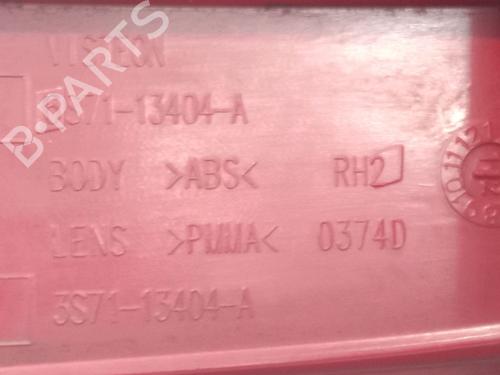 VISTEON
3S71-13404-A
BODY >ABS< RH2
LENS >PMMA< 0374D
3S71-13404-A
B-PARTS